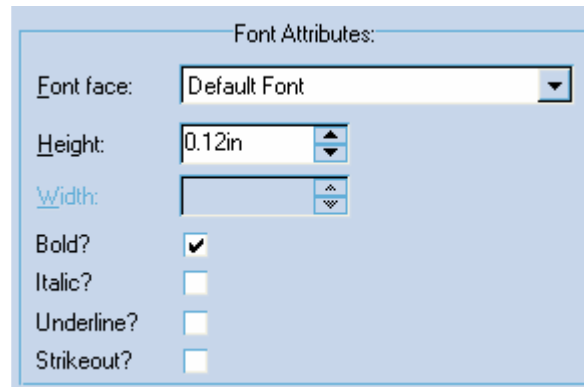 Font Attributes:
Font face: Default Font
Height: 0.12in
Width:
Bold?
Italic?
Underline?
Strikeout?